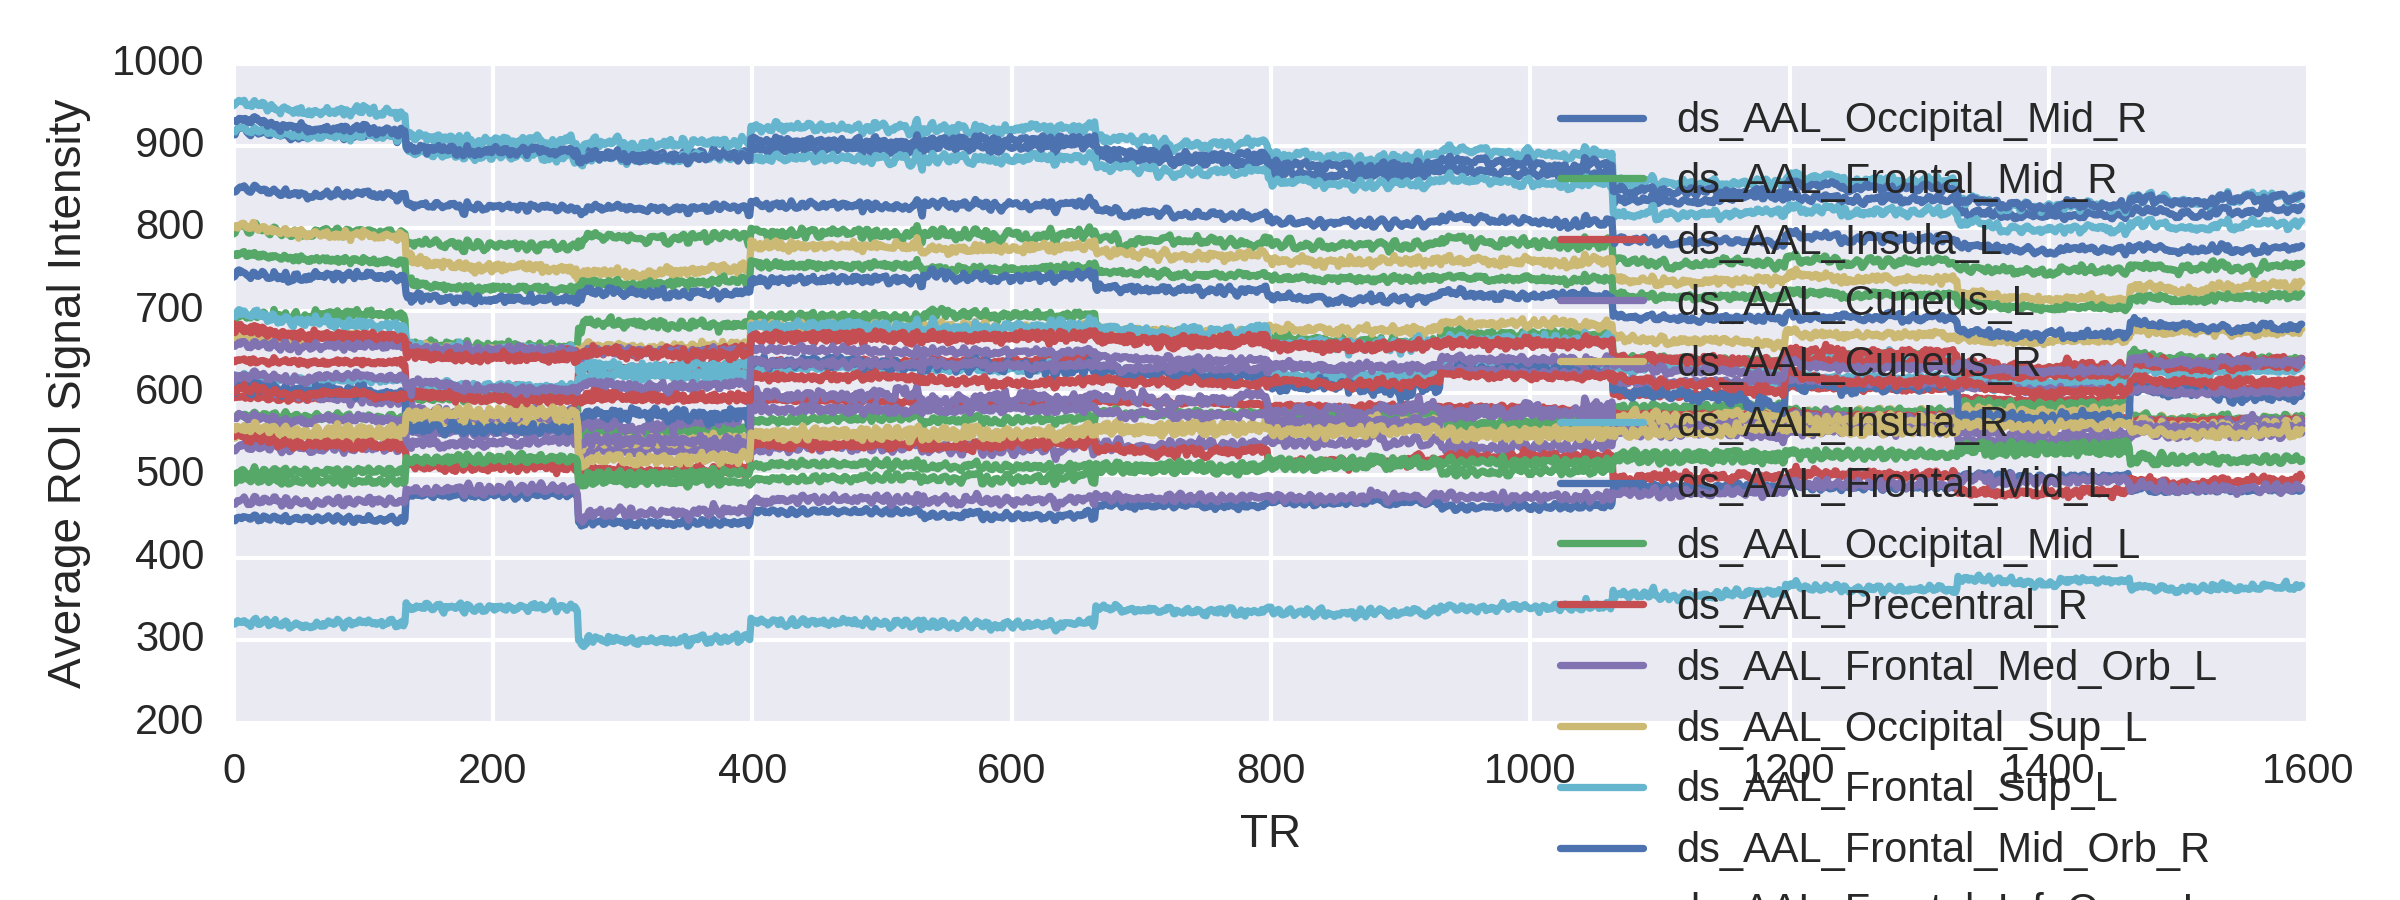 1000
900
800
700
600
500
400
300
200
Average ROI Signal Intensity
0
200
400
600
800
1000
1200
1400
1600
TR
ds_AAL_Occipital_Mid_R
ds_AAL_Frontal_Mid_R
ds_AAL_Insula_L
ds_AAL_Cuneus_L
ds_AAL_Cuneus_R
ds_AAL_Insula_R
ds_AAL_Frontal_Mid_L
ds_AAL_Occipital_Mid_L
ds_AAL_Precentral_R
ds_AAL_Frontal_Med_Orb_L
ds_AAL_Occipital_Sup_L
ds_AAL_Frontal_Sup_L
ds_AAL_Frontal_Mid_Orb_R